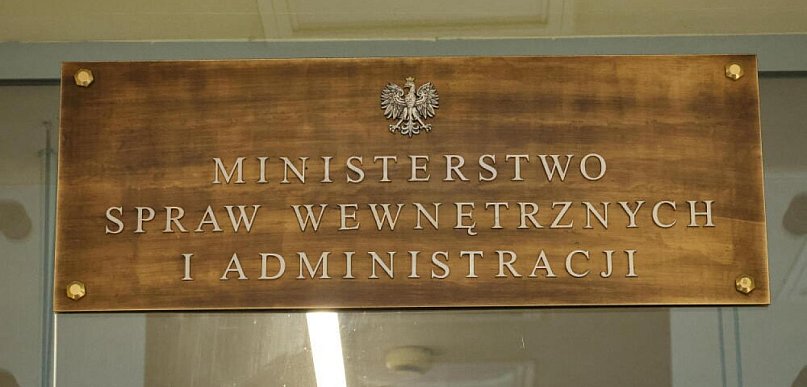 MINISTERSTWO
SPRAW WEWNĘTRZNYCH
I ADMINISTRACJI